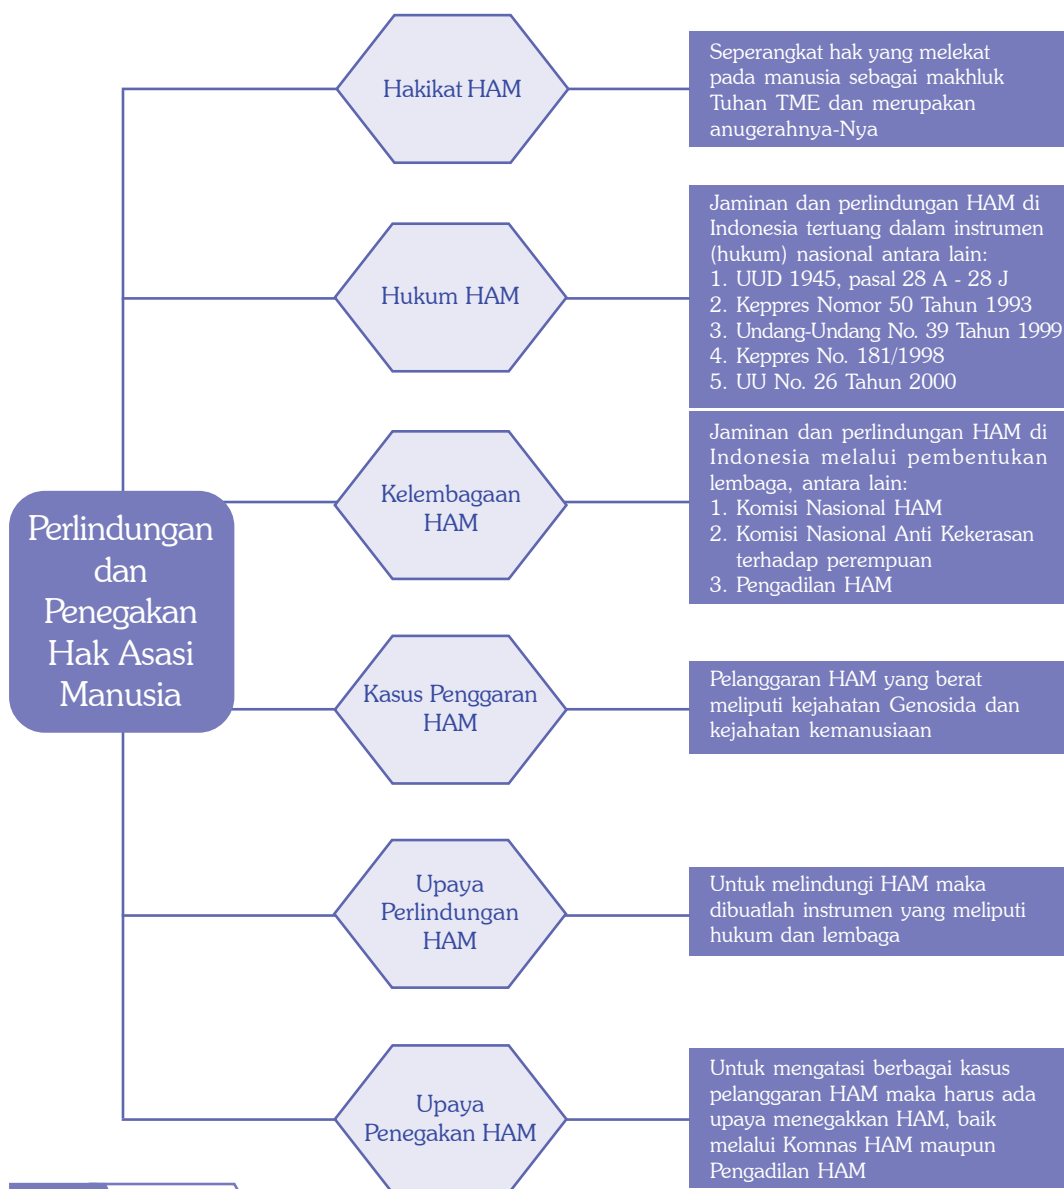 Perlindungan
dan
Penegakan
Hak Asasi
Manusia
Hakikat HAM
Seperangkat hak yang melekat
pada manusia sebagai makhluk
Tuhan TME dan merupakan
anugerahnya-Nya
Hukum HAM
Jaminan dan perlindungan HAM di
Indonesia tertuang dalam instrumen
(hukum) nasional antara lain:
1. UUD 1945, pasal 28 A - 28 J
2. Keppres Nomor 50 Tahun 1993
3. Undang-Undang No. 39 Tahun 1999
4. Keppres No. 181/1998
5. UU No. 26 Tahun 2000
Kelembagaan
HAM
Jaminan dan perlindungan HAM di
Indonesia melalui pembentukan
lembaga, antara lain:
1. Komisi Nasional HAM
2. Komisi Nasional Anti Kekerasan
terhadap perempuan
3. Pengadilan HAM
Kasus Penggaran
HAM
Pelanggaran HAM yang berat
meliputi kejahatan Genosida dan
kejahatan kemanusiaan
Upaya
Perlindungan
HAM
Untuk melindungi HAM maka
dibuatlah instrumen yang meliputi
hukum dan lembaga
Upaya
Penegakan HAM
Untuk mengatasi berbagai kasus
pelanggaran HAM maka harus ada
upaya menegakkan HAM, baik
melalui Komnas HAM maupun
Pengadilan HAM